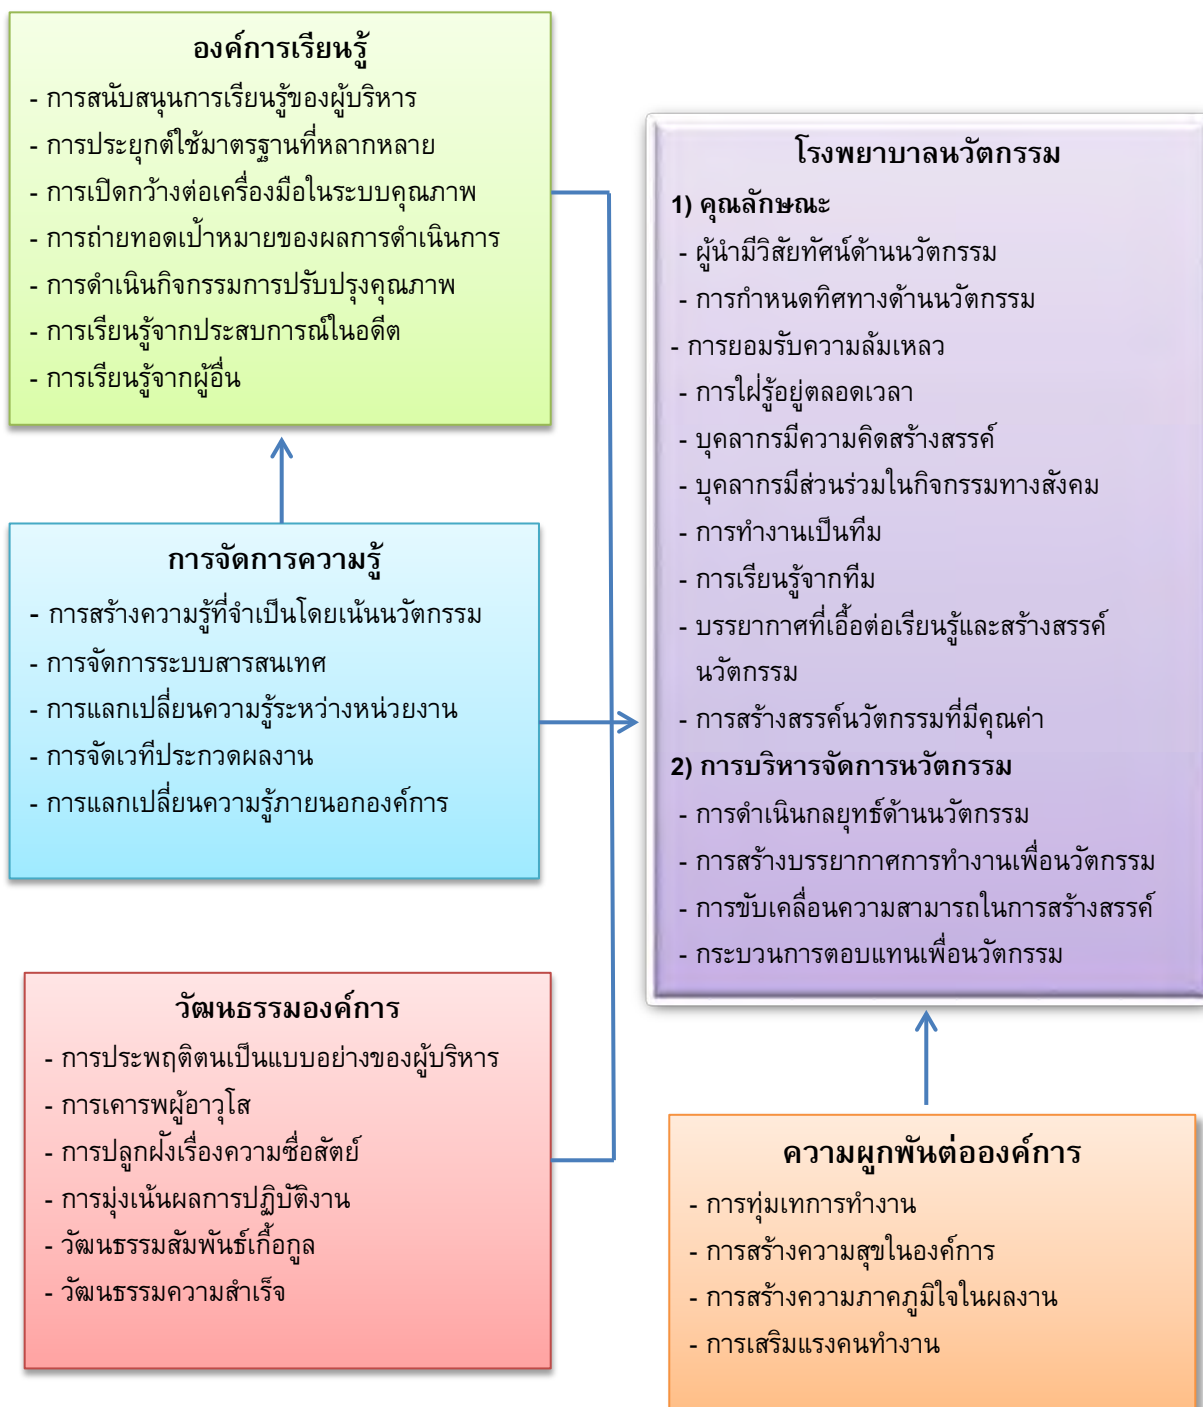 องค์การเรียนรู้
- การสนับสนุนการเรียนรู้ของผู้บริหาร
- การประยุกต์ใช้มาตรฐานที่หลากหลาย
- การเปิดกว้างต่อเครื่องมือในระบบคุณภาพ
- การถ่ายทอดเป้าหมายของผลการดำเนินการ
- การดำเนินกิจกรรมการปรับปรุงคุณภาพ
- การเรียนรู้จากประสบการณ์ในอดีต
- การเรียนรู้จากผู้อื่น
การจัดการความรู้
- การสร้างความรู้ที่จำเป็นโดยเน้นนวัตกรรม
- การจัดการระบบสารสนเทศ
- การแลกเปลี่ยนความรู้ระหว่างหน่วยงาน
- การจัดเวทีประกวดผลงาน
- การแลกเปลี่ยนความรู้ภายนอกองค์การ
วัฒนธรรมองค์การ
- การประพฤติตนเป็นแบบอย่างของผู้บริหาร
- การเคารพผู้อาวุโส
- การปลูกฝังเรื่องความซื่อสัตย์
- การมุ่งเน้นผลการปฏิบัติงาน
- วัฒนธรรมสัมพันธ์เกื้อกูล
- วัฒนธรรมความสำเร็จ
โรงพยาบาลนวัตกรรม
1) คุณลักษณะ
- ผู้นำมีวิสัยทัศน์ด้านนวัตกรรม
- การกำหนดทิศทางด้านนวัตกรรม
- การยอมรับความล้มเหลว
- การใฝ่รู้อยู่ตลอดเวลา
- บุคลากรมีความคิดสร้างสรรค์
- บุคลากรมีส่วนร่วมในกิจกรรมทางสังคม
- การทำงานเป็นทีม
- การเรียนรู้จากทีม
- บรรยากาศที่เอื้อต่อเรียนรู้และสร้างสรรค์
นวัตกรรม
- การสร้างสรรค์นวัตกรรมที่มีคุณค่า
2) การบริหารจัดการนวัตกรรม
- การดำเนินกลยุทธ์ด้านนวัตกรรม
- การสร้างบรรยากาศการทำงานเพื่อนวัตกรรม
- การขับเคลื่อนความสามารถในการสร้างสรรค์
- กระบวนการตอบแทนเพื่อนวัตกรรม
ความผูกพันต่อองค์การ
- การทุ่มเทการทำงาน
- การสร้างความสุขในองค์การ
- การสร้างความภาคภูมิใจในผลงาน
- การเสริมแรงคนทำงาน